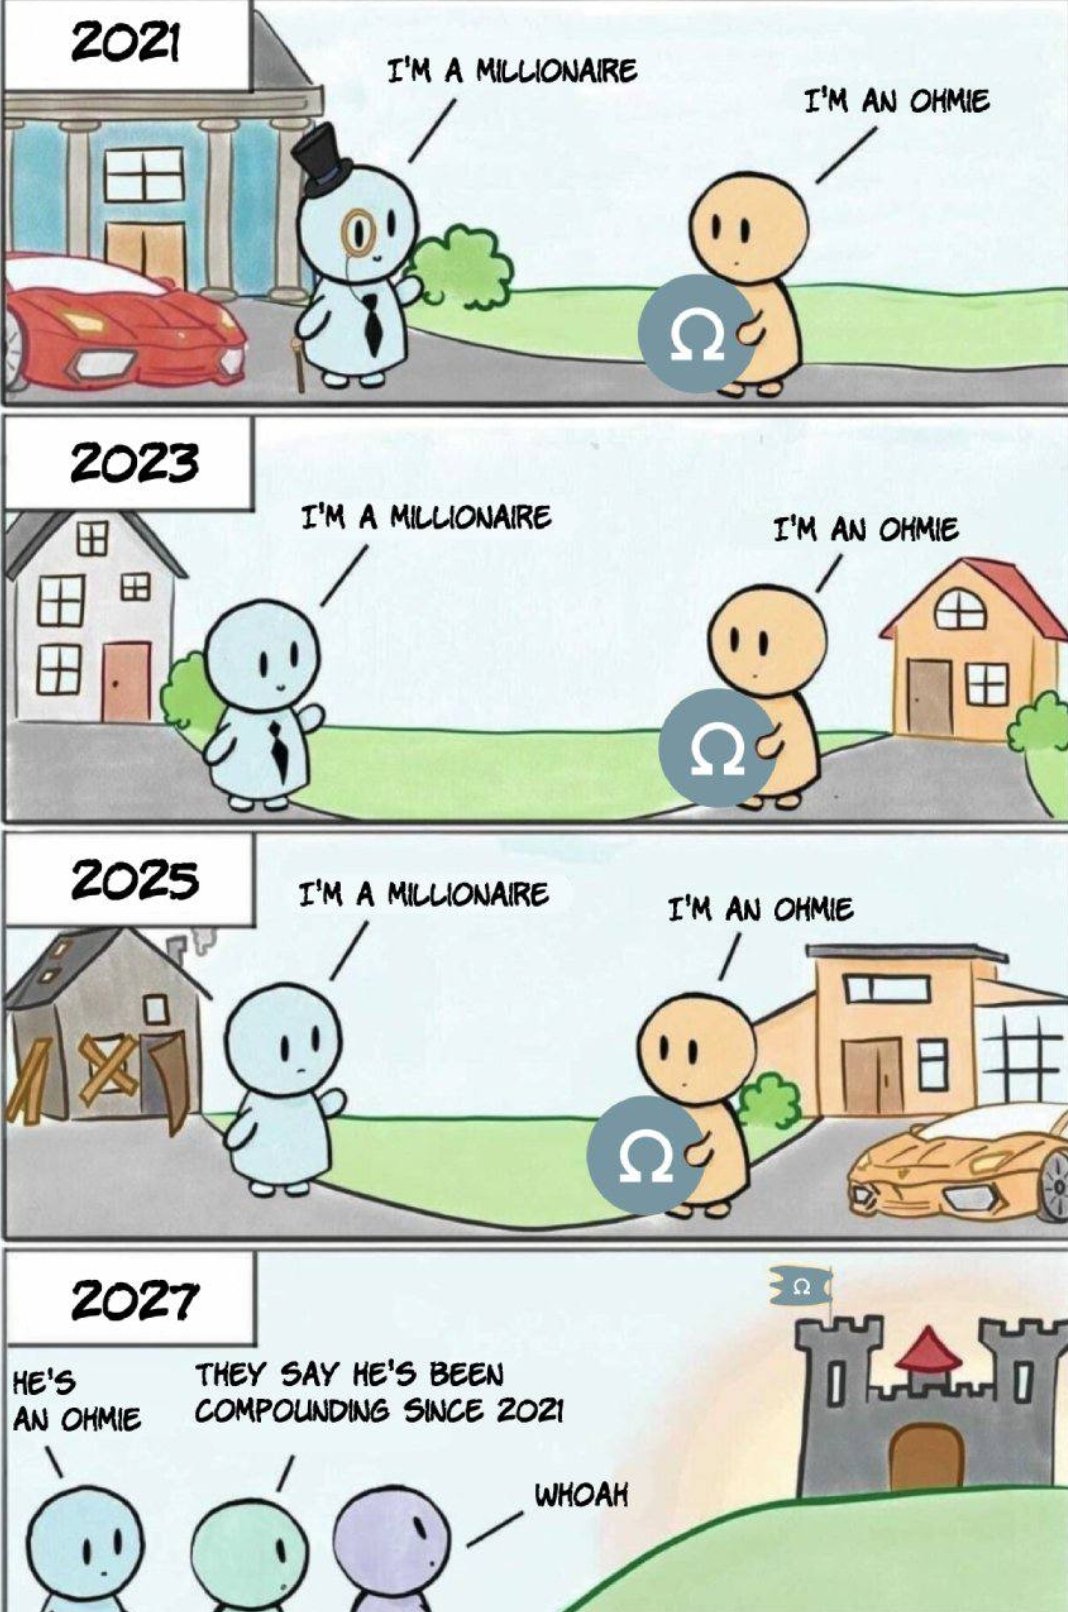 2021
I'M A MILLIONAIRE
I'M AN OHMIE
Ω
2023
I'M A MILLIONAIRE
I'M AN OHMIE
Ω
2025
I'M A MILLIONAIRE
I'M AN OHMIE
Ω
2027
Ω
HE'S
AN OHMIE
THEY SAY HE'S BEEN
COMPOUNDING SINCE 2021
WHOAH